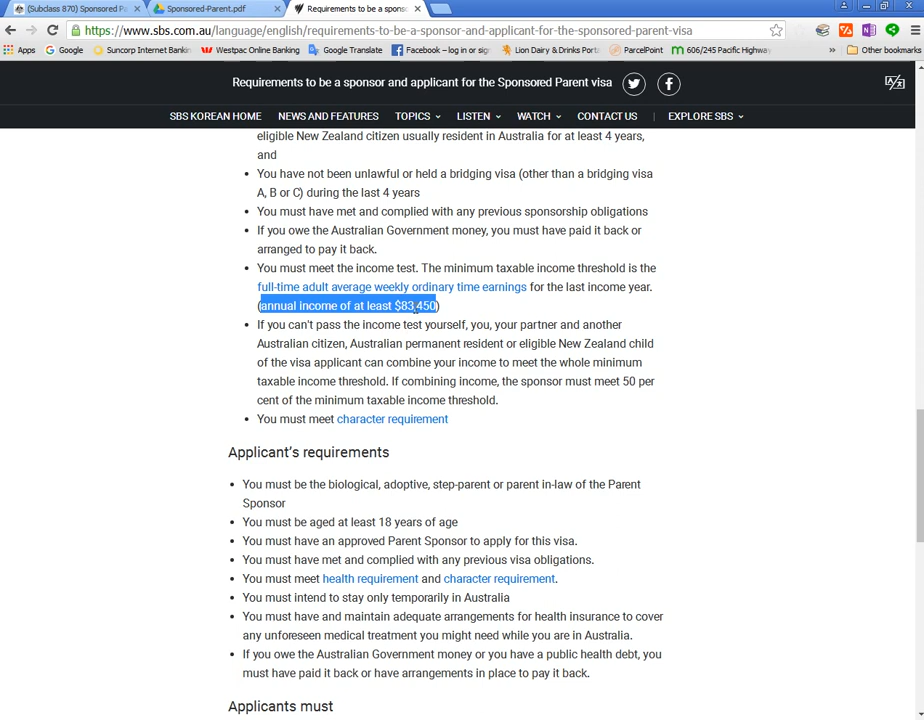 (Subclass 870) Sponsored P
Sponsored-Parent.pdf
Requirements to be a spons
https://www.sbs.com.au/language/english/requirements-to-be-a-sponsor-and-applicant-for-the-sponsored-parent-visa
Apps
Google
Suncorp Internet Bankin
Westpac Online Banking
Google Translate
Facebook – log in or sign
Lion Dairy & Drinks Porta
ParcelPoint
606/245 Pacific Highway
»
Other bookmarks
Requirements to be a sponsor and applicant for the Sponsored Parent visa
SBS KOREAN HOME
NEWS AND FEATURES
TOPICS
LISTEN
WATCH
CONTACT US
EXPLORE SBS
eligible New Zealand citizen usually resident in Australia for at least 4 years,
and
• You have not been unlawful or held a bridging visa (other than a bridging visa
A, B or C) during the last 4 years
• You must have met and complied with any previous sponsorship obligations
• If you owe the Australian Government money, you must have paid it back or
arranged to pay it back.
• You must meet the income test. The minimum taxable income threshold is the
full-time adult average weekly ordinary time earnings for the last income year.
(annual income of at least $83,450)
• If you can't pass the income test yourself, you, your partner and another
Australian citizen, Australian permanent resident or eligible New Zealand child
of the visa applicant can combine your income to meet the whole minimum
taxable income threshold. If combining income, the sponsor must meet 50 per
cent of the minimum taxable income threshold.
• You must meet character requirement
Applicant's requirements
• You must be the biological, adoptive, step-parent or parent in-law of the Parent
Sponsor
• You must be aged at least 18 years of age
• You must have an approved Parent Sponsor to apply for this visa.
• You must have met and complied with any previous visa obligations.
• You must meet health requirement and character requirement.
• You must intend to stay only temporarily in Australia
• You must have and maintain adequate arrangements for health insurance to cover
any unforeseen medical treatment you might need while you are in Australia.
• If you owe the Australian Government money or you have a public health debt, you
must have paid it back or have arrangements in place to pay it back.
Applicants must